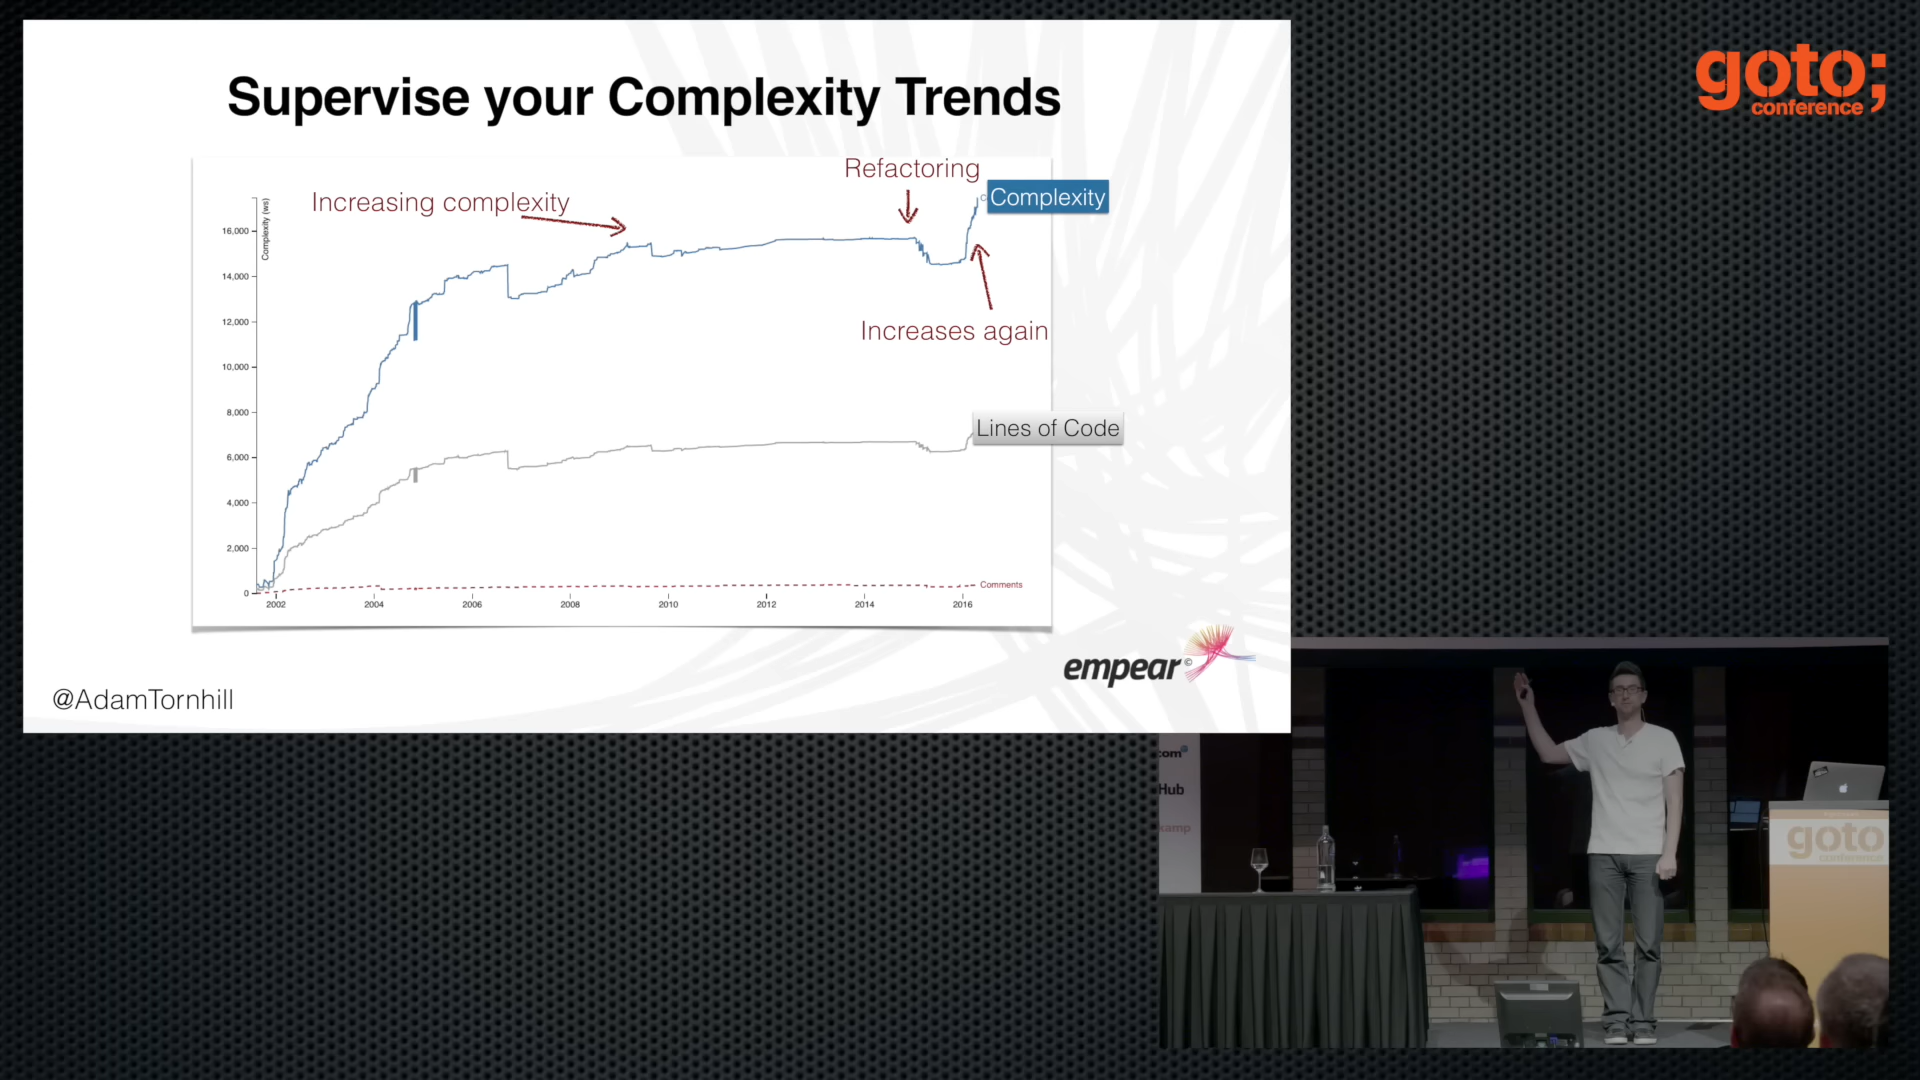 Supervise your Complexity Trends
goto;
conference
Refactoring
Increasing complexity
Complexity
Complexity (ws)
16,000
14,000
Increases again
12,000
10,000
8,000
Lines of Code
6,000
4,000
2,000
Comments
0
2002 2004 2006 2008 2010 2012 2014 2016
empear©
@AdamTornhill
com
Hub
kamp
goto
conference